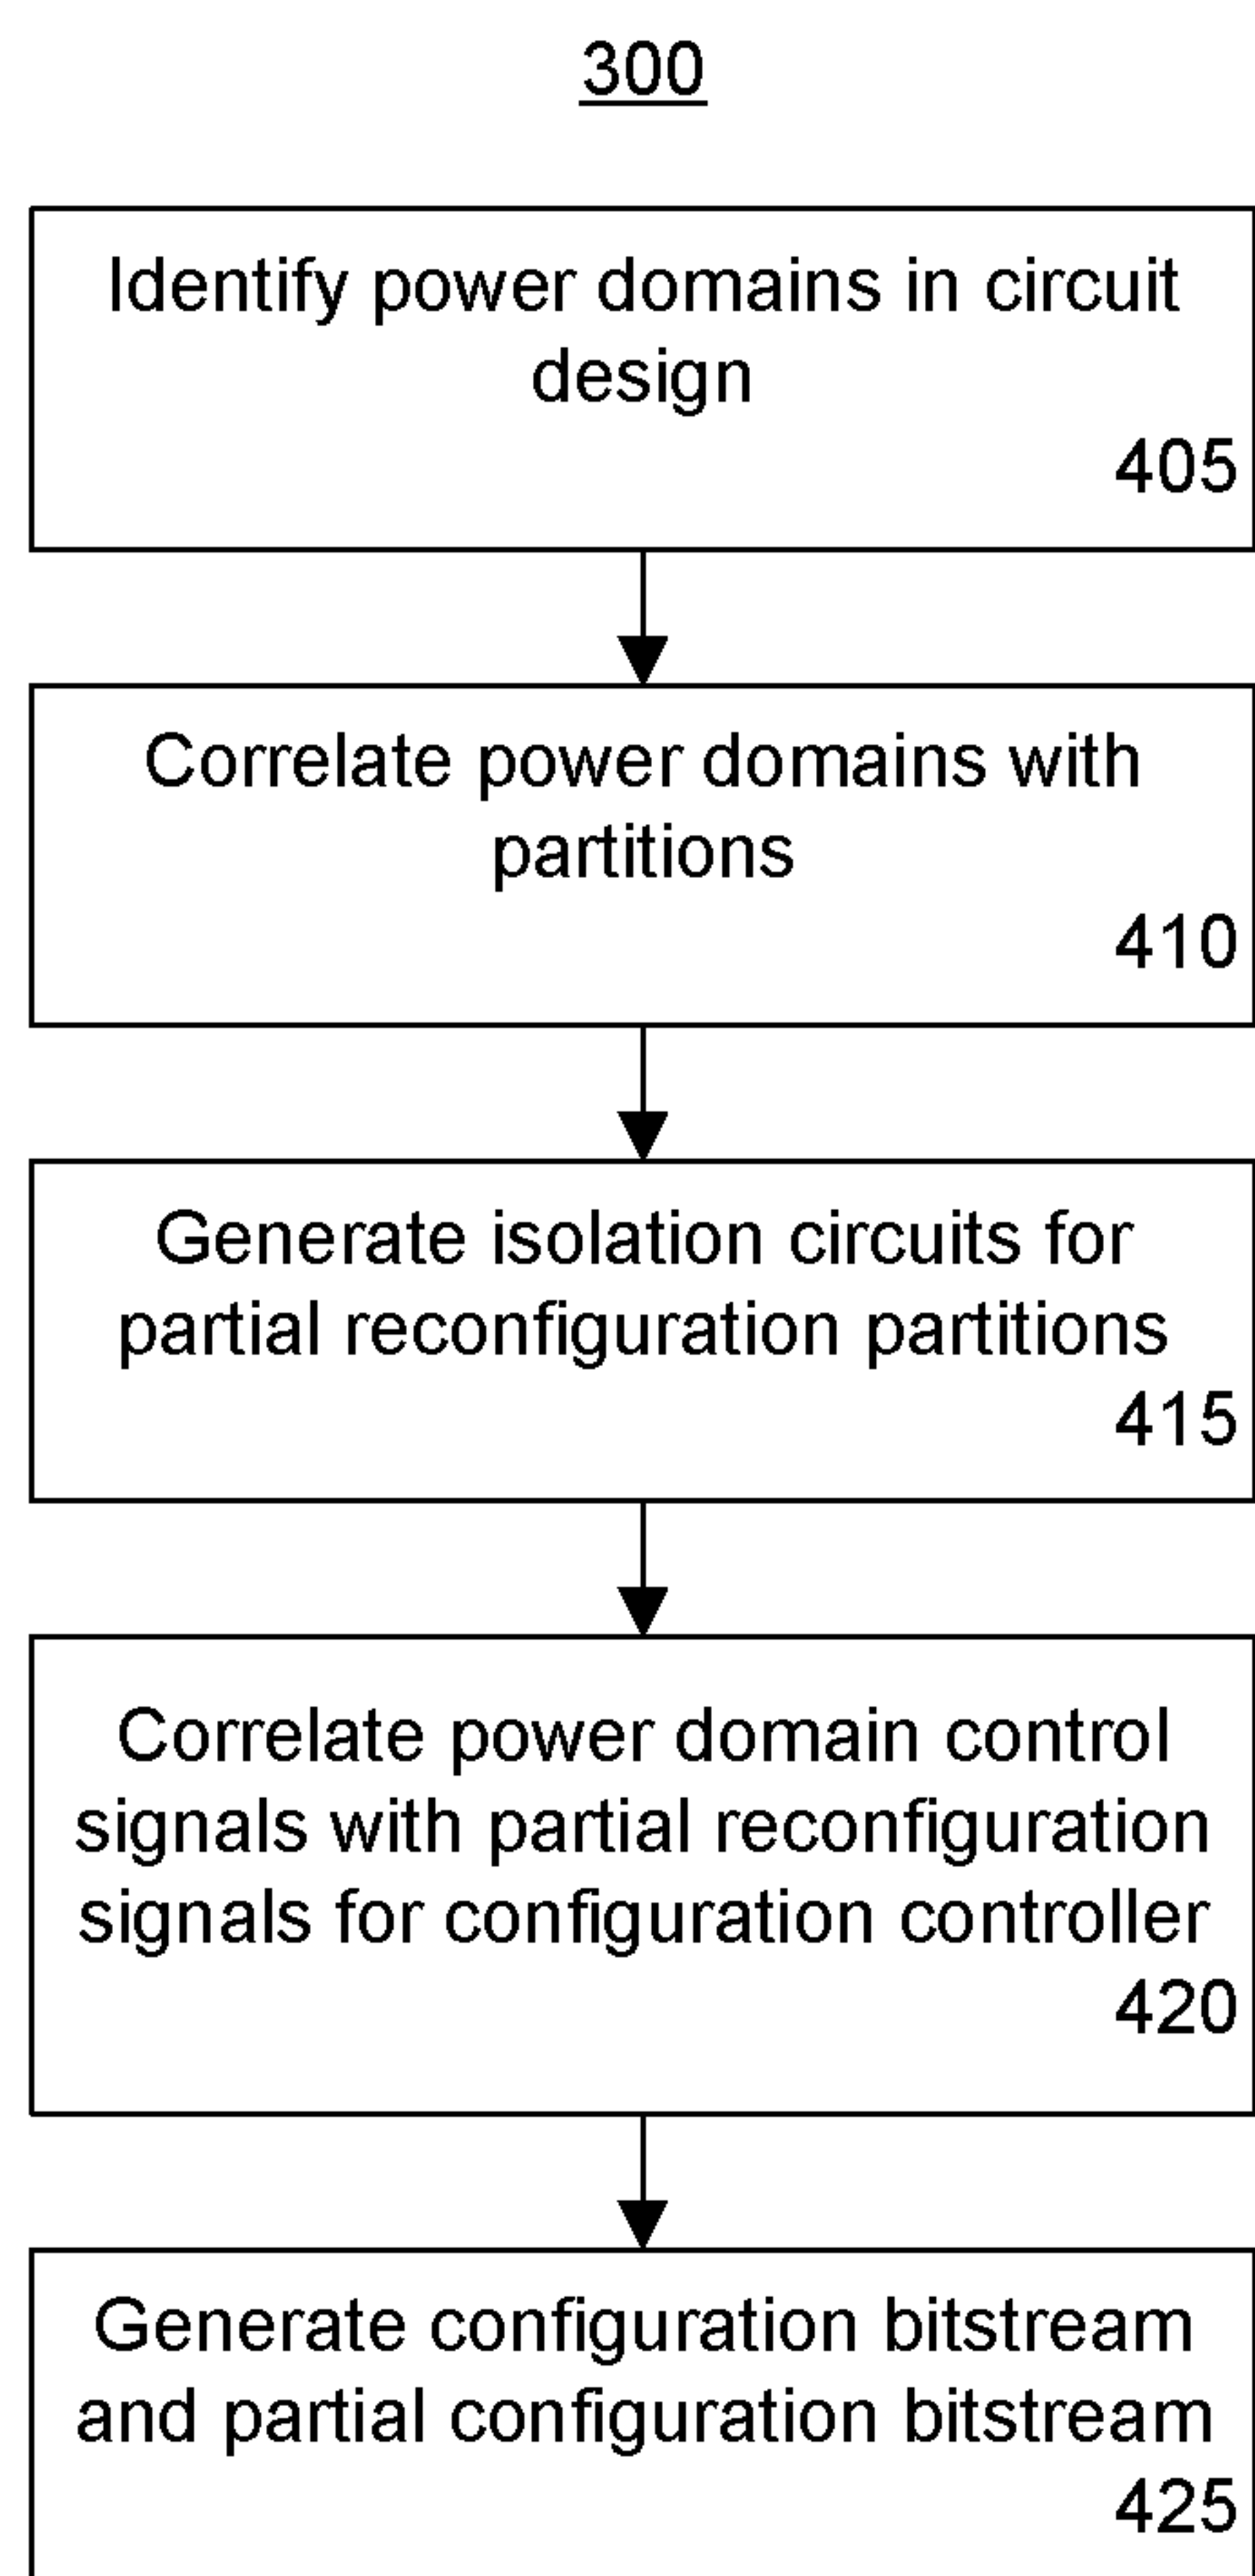 300
Identify power domains in circuit
design
405
Correlate power domains with
partitions
410
Generate isolation circuits for
partial reconfiguration partitions
415
Correlate power domain control
signals with partial reconfiguration
signals for configuration controller
420
Generate configuration bitstream
and partial configuration bitstream
425